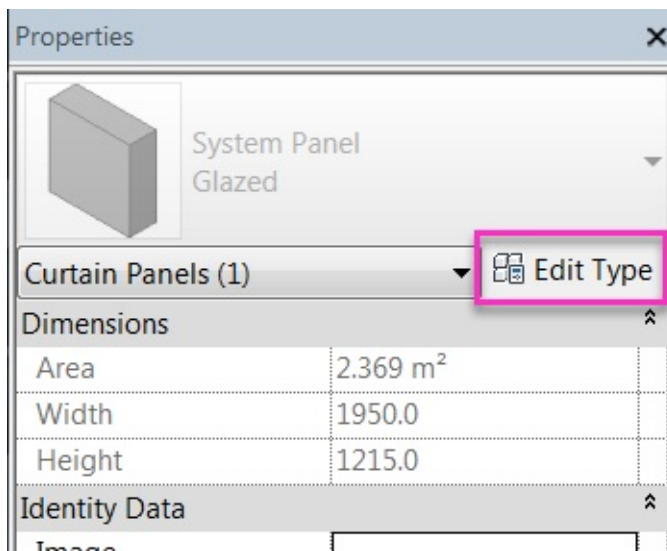 Properties
System Panel
Glazed
Curtain Panels (1)
Edit Type
Dimensions
Area 2.369 m²
Width 1950.0
Height 1215.0
Identity Data
Image